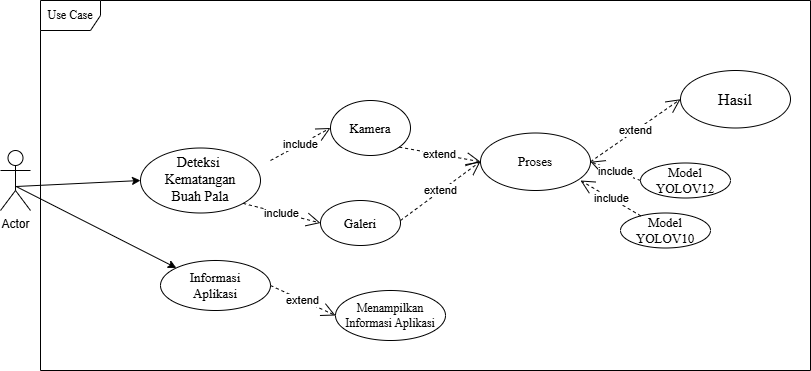 Use Case
Actor
Deteksi
Kematangan
Buah Pala
include
Kamera
include
Galeri
extend
extend
Proses
extend
Hasil
include
Model
YOLOV12
include
Model
YOLOV10
Informasi
Aplikasi
extend
Menampilkan
Informasi Aplikasi